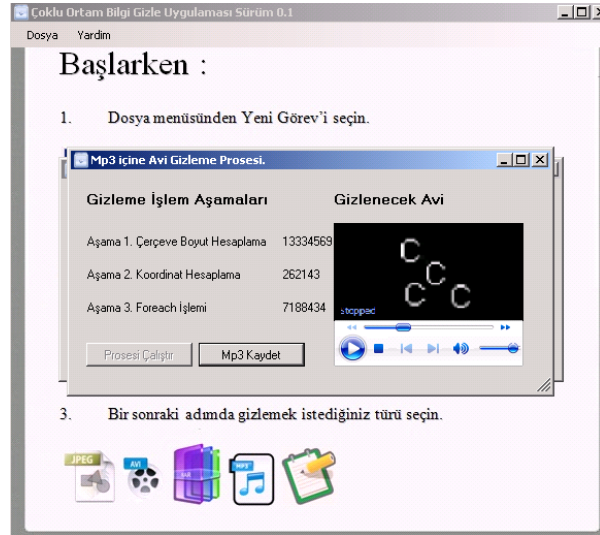 Çoklu Ortam Bilgi Gizle Uygulaması Sürüm 0.1
Dosya Yardim
Başlarken :
1. Dosya menüsünden Yeni Görev'i seçin.
Mp3 içine Avi Gizleme Prosesi.
Gizleme İşlem Aşamaları Gizlenecek Avi
Aşama 1. Çerçeve Boyut Hesaplama 13334569
Aşama 2. Koordinat Hesaplama 262143
Aşama 3. Foreach İşlemi 7188434
C
C
C C
stopped
Prosesi Çalıştır Mp3 Kaydet
3. Bir sonraki adımda gizlemek istediğiniz türü seçin.
JPEG AVI RAR MP3